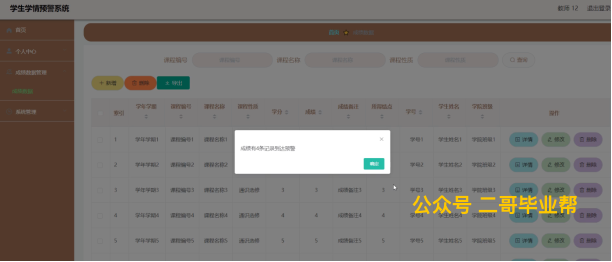 学生学情预警系统
教师 12 退出登录
首页
个人中心
成绩数据管理
系统管理
课程编号 课程名称 课程性质 查询
新增 删除 导出
索引 学年学期 课程编号 课程名称 课程性质 学分 成绩 成绩备注 绩点 学号 学生姓名 学院班级 操作
成绩有4条记录到达预警
确定
1 学年学期1 课程编号1 课程名称1 学号1 学生姓名1 学院班级1 详情 修改 删除
2 学年学期2 课程编号2 课程名称2 学号2 学生姓名2 学院班级2 详情 修改 删除
3 学年学期3 课程编号3 课程名称3 通识选修 3 3 成绩备注3 3 学号3 学生姓名3 学院班级3 详情 修改 删除
4 学年学期4 课程编号4 课程名称4 通识选修 4 4 成绩备注4 4 学号4 学生姓名4 学院班级4 详情 修改 删除
5 学年学期5 课程编号5 课程名称5 通识选修 5 5 成绩备注5 5 学号5 学生姓名5 学院班级5 详情 修改 删除
公众号 二哥毕业帮